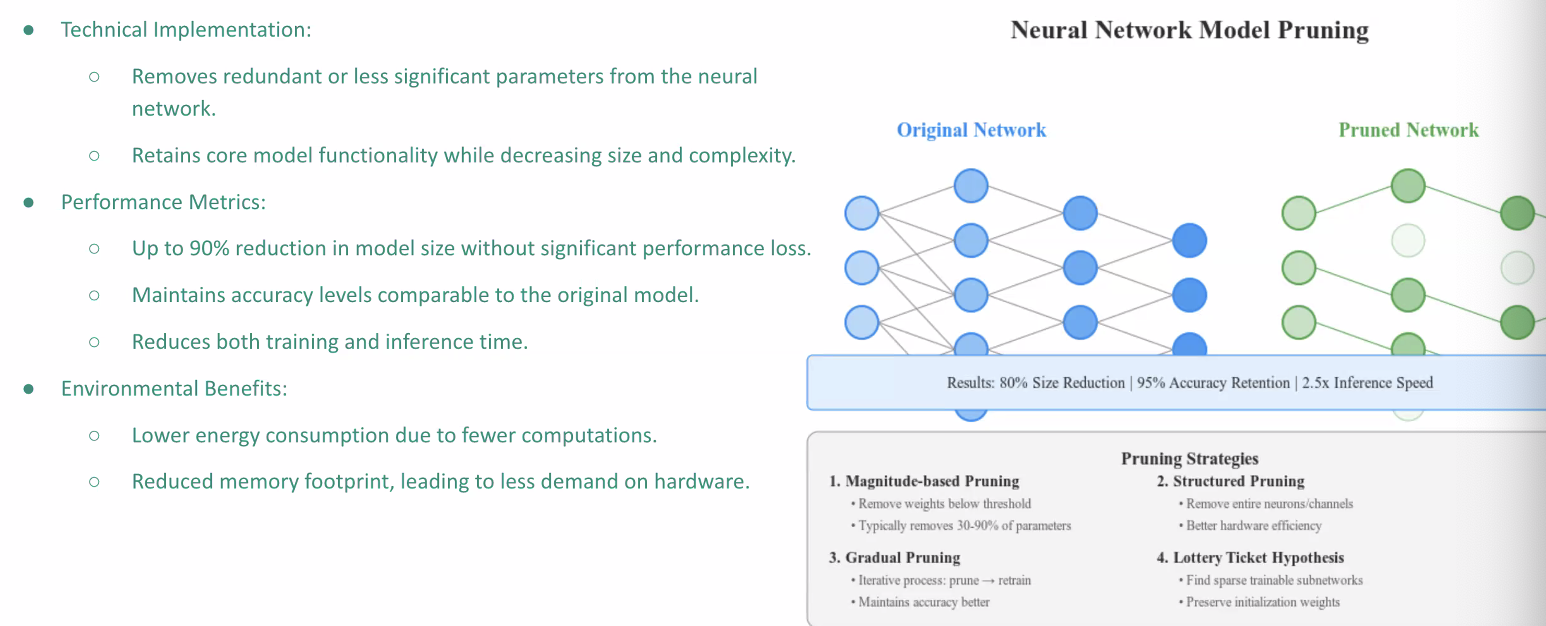 ● Technical Implementation:
○ Removes redundant or less significant parameters from the neural
network.
○ Retains core model functionality while decreasing size and complexity.
● Performance Metrics:
○ Up to 90% reduction in model size without significant performance loss.
○ Maintains accuracy levels comparable to the original model.
○ Reduces both training and inference time.
● Environmental Benefits:
○ Lower energy consumption due to fewer computations.
○ Reduced memory footprint, leading to less demand on hardware.
Neural Network Model Pruning
Original Network
Pruned Network
Results: 80% Size Reduction | 95% Accuracy Retention | 2.5x Inference Speed
Pruning Strategies
1. Magnitude-based Pruning
• Remove weights below threshold
• Typically removes 30-90% of parameters
2. Structured Pruning
• Remove entire neurons/channels
• Better hardware efficiency
3. Gradual Pruning
• Iterative process: prune → retrain
• Maintains accuracy better
4. Lottery Ticket Hypothesis
• Find sparse trainable subnetworks
• Preserve initialization weights